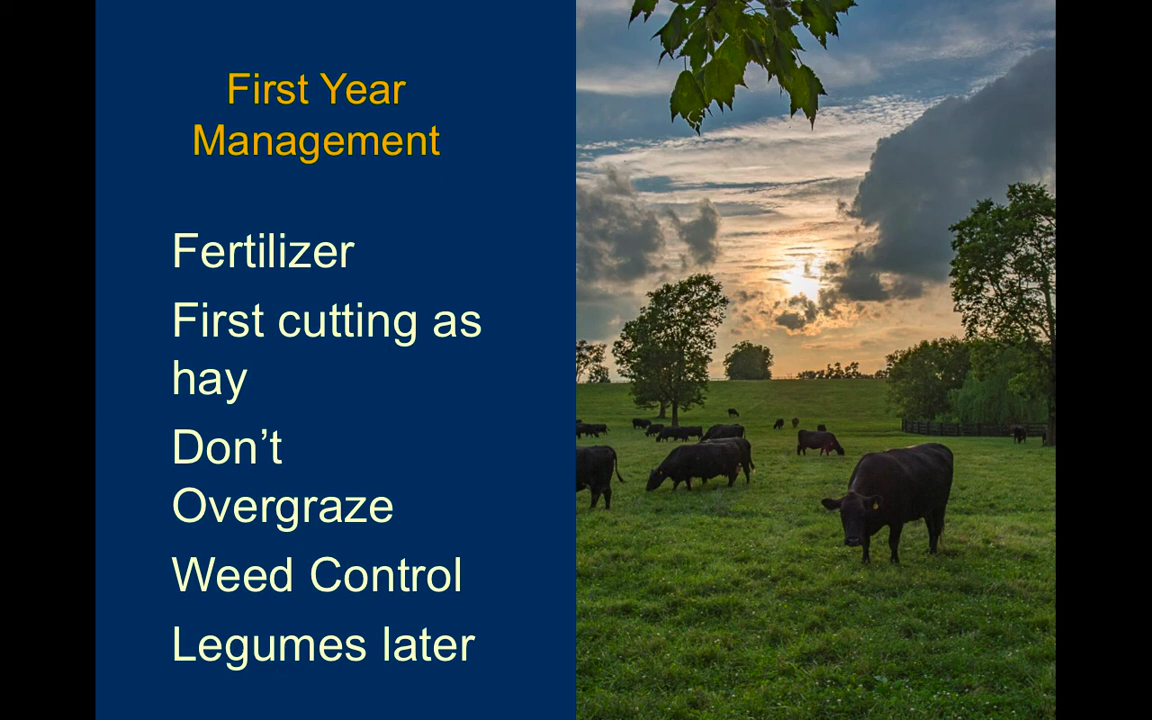 First Year
Management
Fertilizer
First cutting as
hay
Don’t
Overgraze
Weed Control
Legumes later